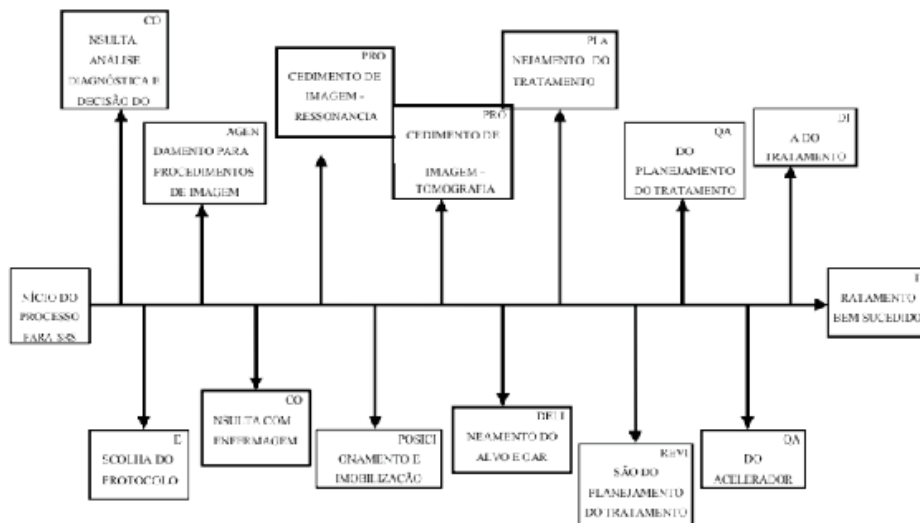 CO
NSULTA,
ANÁLISE
DIAGNÓSTICA E
DECISÃO DO
AGEN
DAMENTO PARA
PROCEDIMENTOS
DE IMAGEM
PRO
CEDIMENTO DE
IMAGEM -
RESSONANCIA
PRO
CEDIMENTO DE
IMAGEM -
TOMOGRAFIA
PLA
NEJAMENTO DO
TRATAMENTO
QA
DO
PLANEJAMENTO
DO TRATAMENTO
DI
A DO
TRATAMENTO
NÍCIO DO
PROCESSO
PARA SRS
T
RATAMENTO
BEM SUCEDIDO
E
SCOLHA DO
PROTOCOLO
CO
NSULTA COM
ENFERMAGEM
POSICI
ONAMENTO E
IMOBILIZAÇÃO
DELI
NEAMENTO DO
ALVO E OAR
REVI
SÃO DO
PLANEJAMENTO
DO TRATAMENTO
QA
DO
ACELERADOR